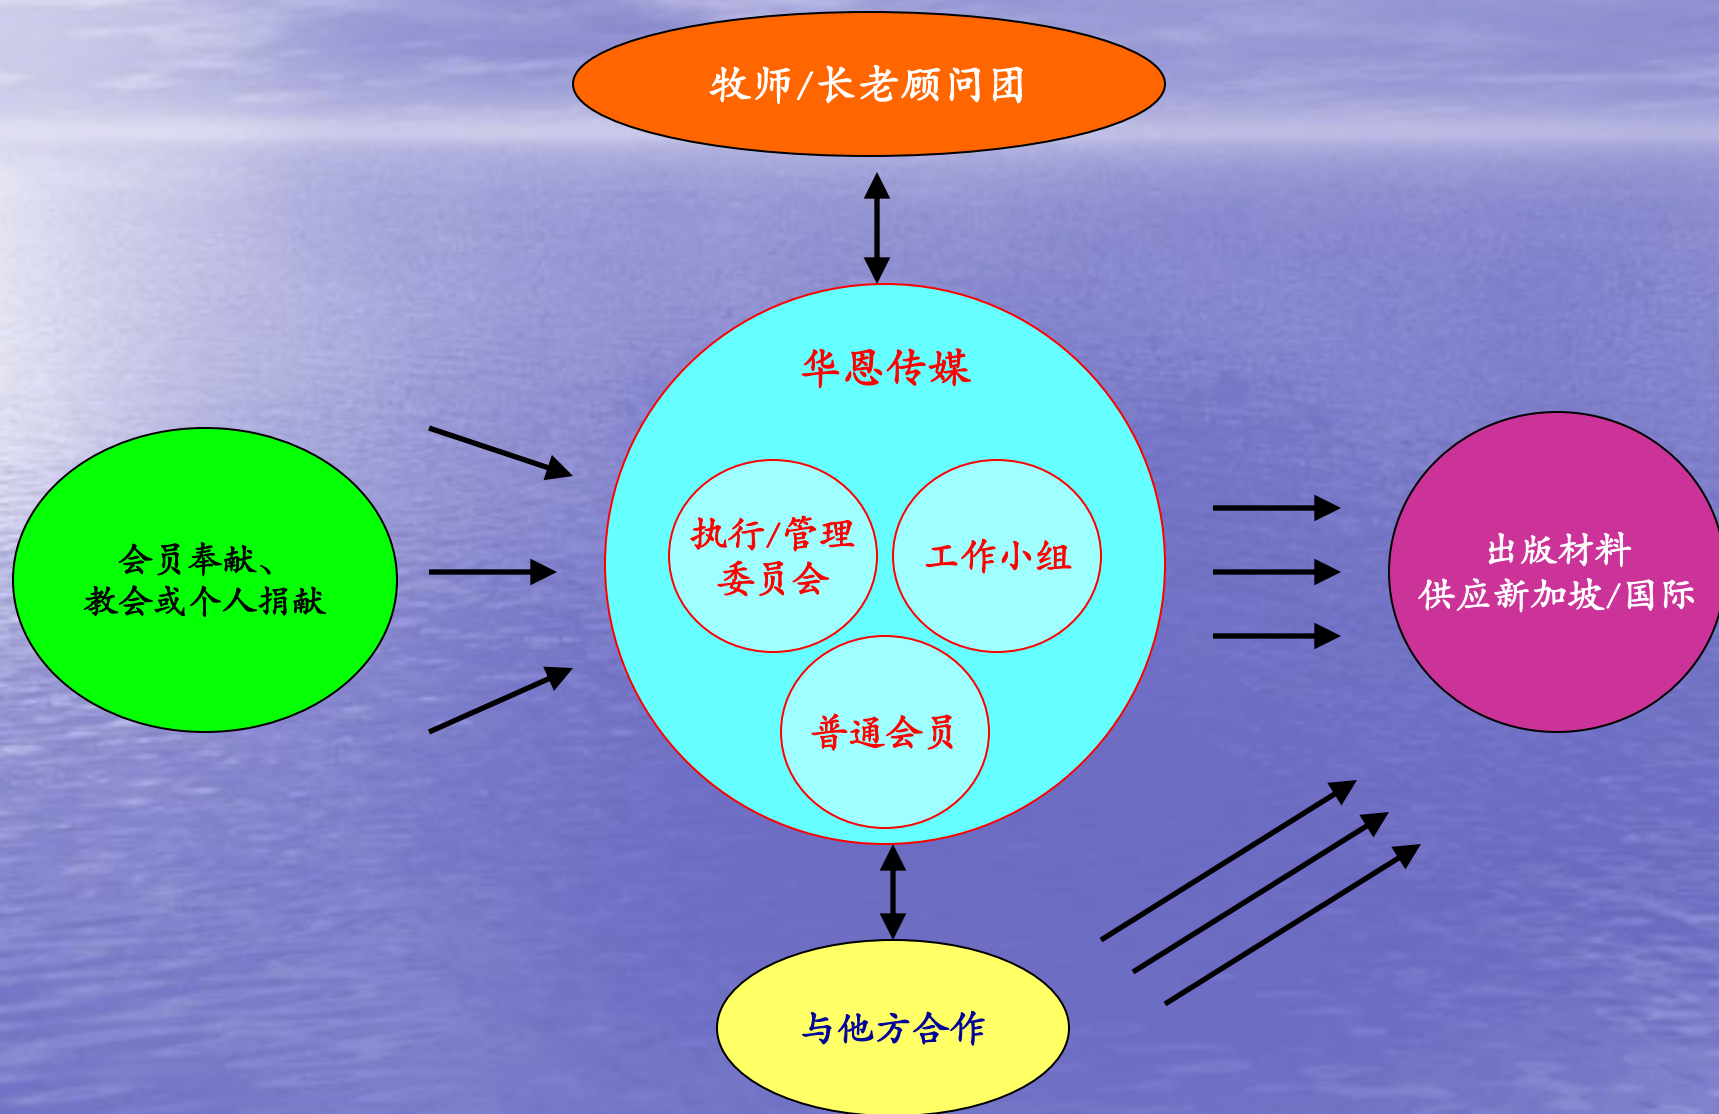 牧师/长老顾问团
华恩传媒
执行/管理
委员会
工作小组
普通会员
会员奉献、
教会或个人捐献
出版材料
供应新加坡/国际
与他方合作